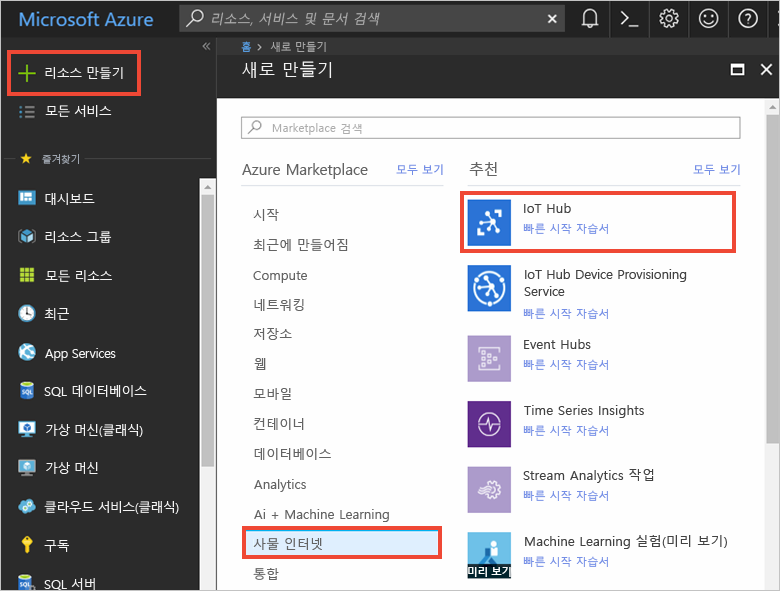 Microsoft Azure
리소스, 서비스 및 문서 검색
홈 > 새로 만들기
새로 만들기
리소스 만들기
모든 서비스
즐겨찾기
대시보드
리소스 그룹
모든 리소스
최근
App Services
SQL 데이터베이스
가상 머신(클래식)
가상 머신
클라우드 서비스(클래식)
구독
SQL 서버
Marketplace 검색
Azure Marketplace
모두 보기
시작
최근에 만들어짐
Compute
네트워킹
저장소
웹
모바일
컨테이너
데이터베이스
Analytics
Ai + Machine Learning
사물 인터넷
통합
추천
모두 보기
IoT Hub
빠른 시작 자습서
IoT Hub Device Provisioning
Service
빠른 시작 자습서
Event Hubs
빠른 시작 자습서
Time Series Insights
빠른 시작 자습서
Stream Analytics 작업
빠른 시작 자습서
미리 보기
Machine Learning 실험(미리 보기)
빠른 시작 자습서